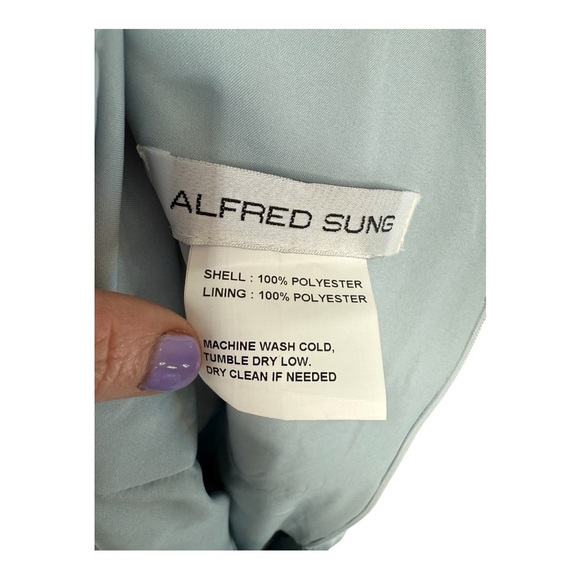 ALFRED SUNG
SHELL : 100% POLYESTER
LINING : 100% POLYESTER
MACHINE WASH COLD,
TUMBLE DRY LOW.
DRY CLEAN IF NEEDED